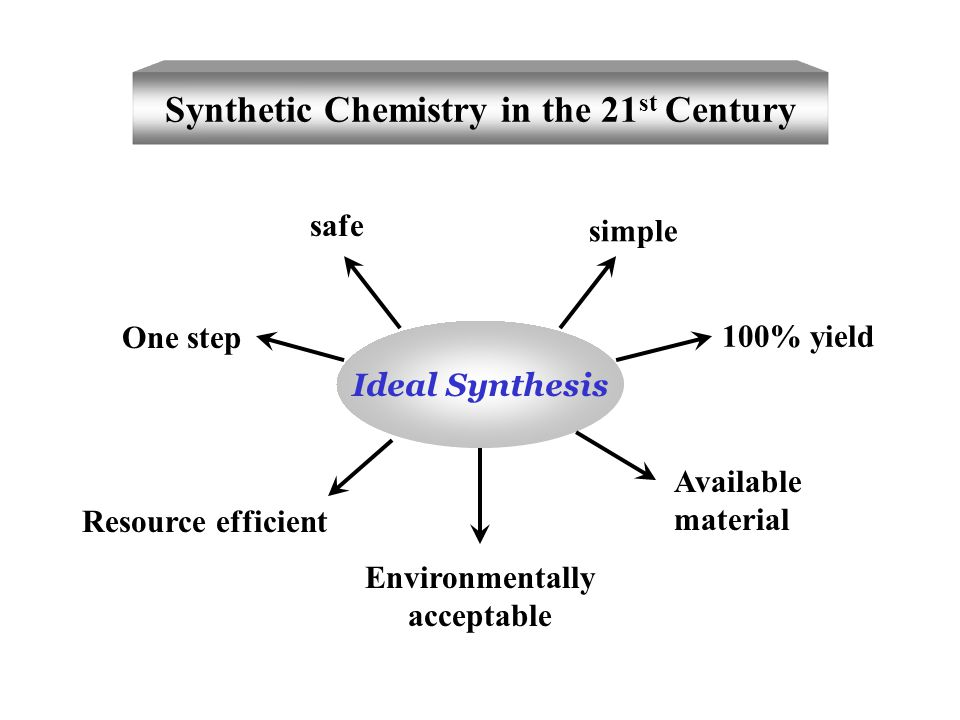 Synthetic Chemistry in the 21st Century
safe
simple
One step
100% yield
Ideal Synthesis
Available
material
Resource efficient
Environmentally
acceptable